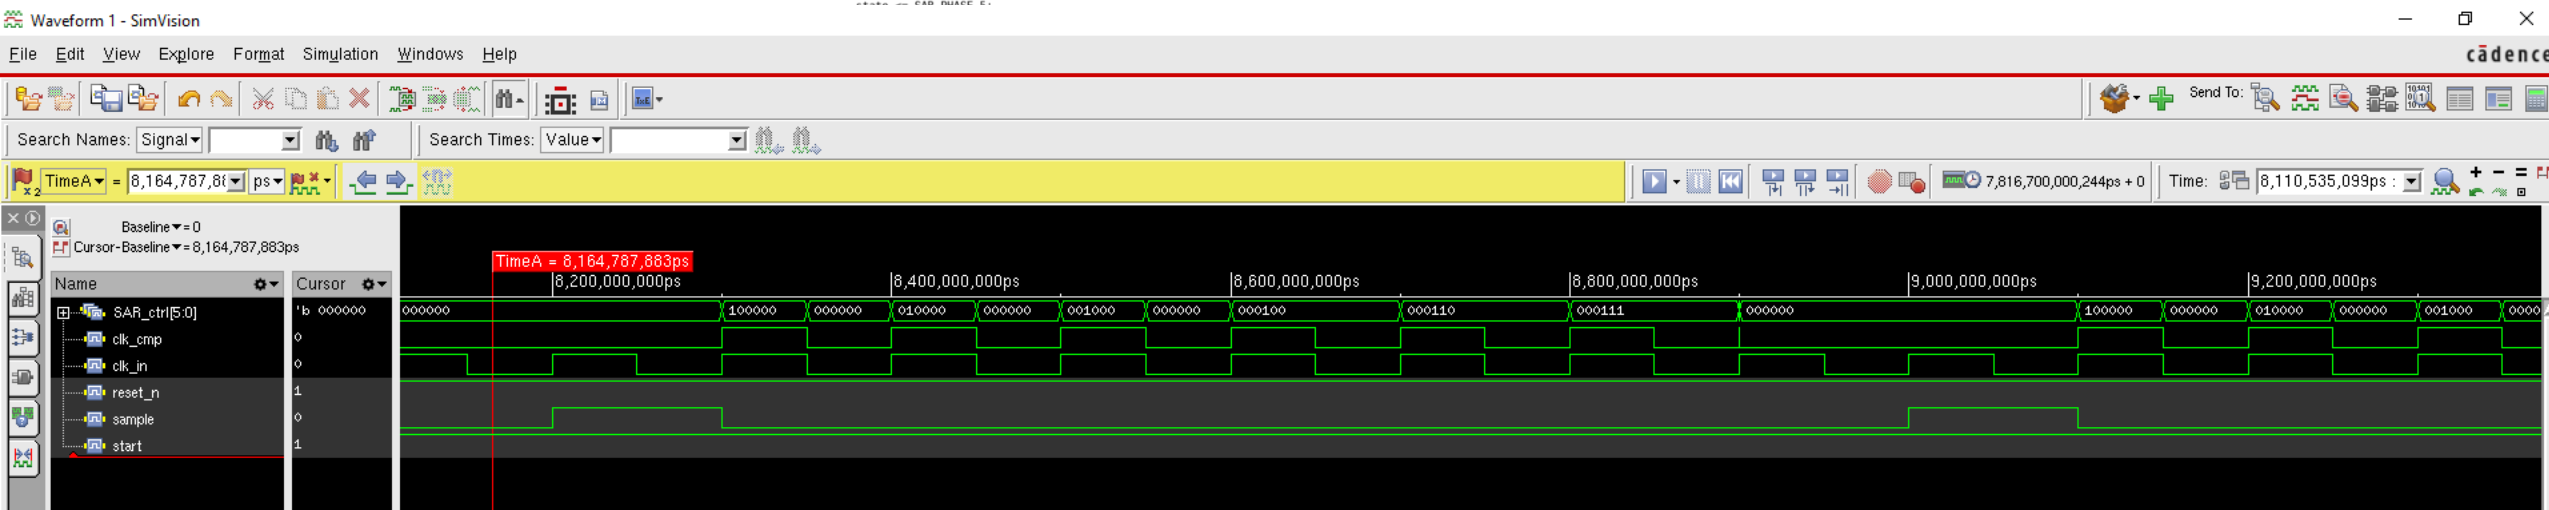 state <= SAR_PHASE_5;
Waveform 1 - SimVision
File Edit View Explore Format Simulation Windows Help
cādence
Send To:
Search Names: Signal Search Times: Value
TimeA = 8,164,787,88 ps
7,816,700,000,244ps + 0 Time: 8,110,535,099ps :
Baseline = 0
Cursor-Baseline = 8,164,787,883ps
TimeA = 8,164,787,883ps
Name Cursor 8,200,000,000ps 8,400,000,000ps 8,600,000,000ps 8,800,000,000ps 9,000,000,000ps 9,200,000,000ps
SAR_ctrl[5:0] 'b 000000 000000 100000 000000 010000 000000 001000 000000 000100 000110 000111 000000 100000 000000 010000 000000 001000 0000
clk_cmp 0
clk_in 0
reset_n 1
sample 0
start 1